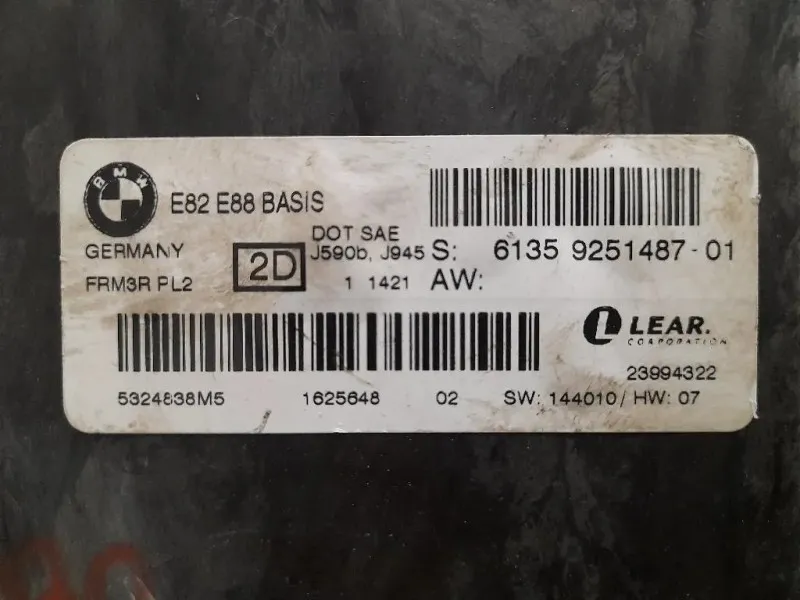 BMW
E82 E88 BASIS
GERMANY
FRM3R PL2
2D
DOT SAE
J590b, J945
1 1421
S: 6135 9251487-01
AW:
LEAR.
CORPORATION
23994322
5324838M5 1625648 02 SW: 144010/ HW: 07